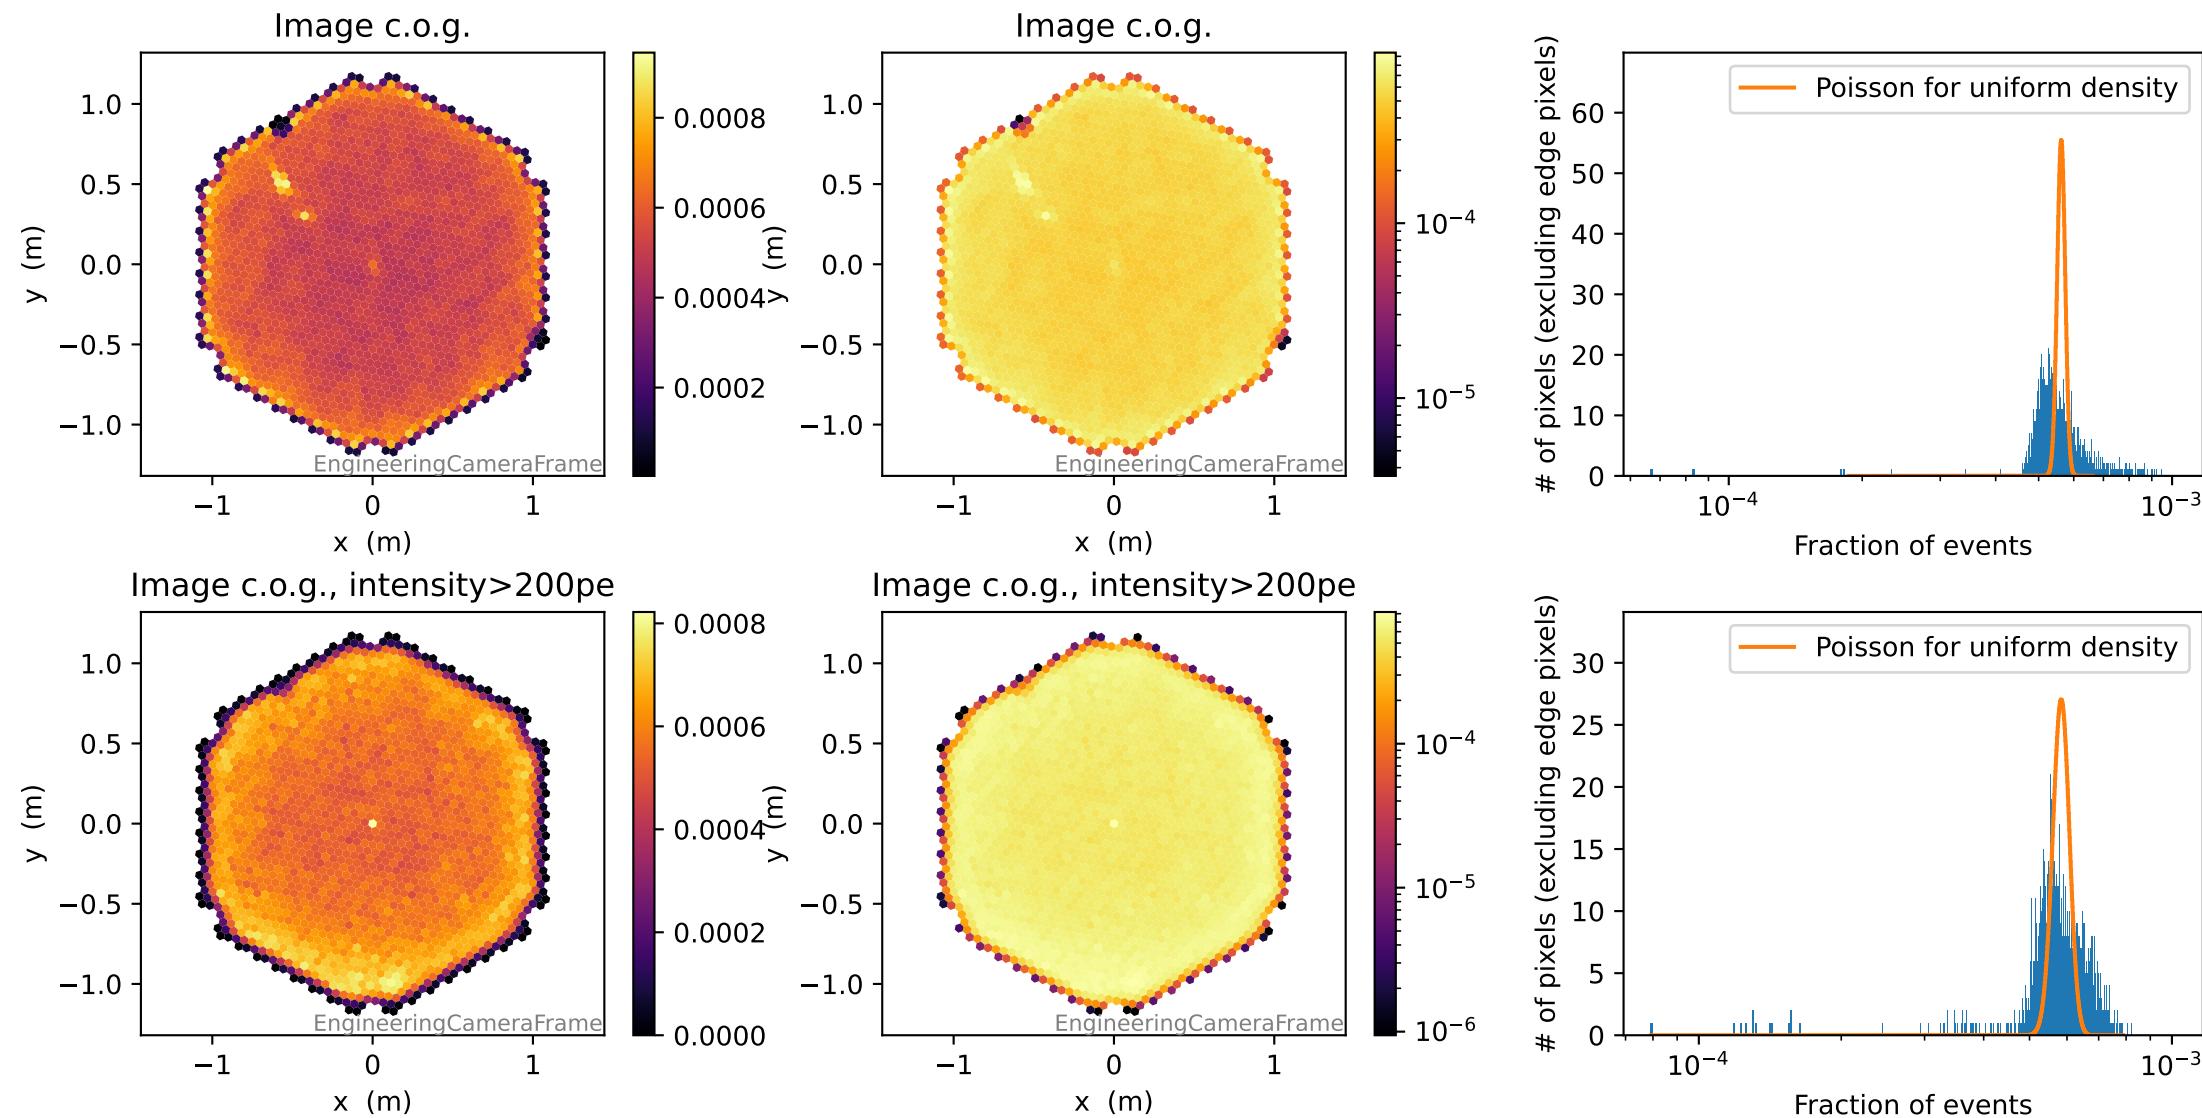 Image c.o.g.
1.0
0.5
0.0
−0.5
−1.0
y (m)
−1
0
1
x (m)
EngineeringCameraFrame
0.0008
0.0006
0.0004
0.0002
Image c.o.g.
1.0
0.5
0.0
−0.5
−1.0
y (m)
−1
0
1
x (m)
EngineeringCameraFrame
10⁻⁴
10⁻⁵
Poisson for uniform density
# of pixels (excluding edge pixels)
60
50
40
30
20
10
0
10⁻⁴
10⁻³
Fraction of events
Image c.o.g., intensity>200pe
1.0
0.5
0.0
−0.5
−1.0
y (m)
−1
0
1
x (m)
EngineeringCameraFrame
0.0008
0.0006
0.0004
0.0002
0.0000
Image c.o.g., intensity>200pe
1.0
0.5
0.0
−0.5
−1.0
y (m)
−1
0
1
x (m)
EngineeringCameraFrame
10⁻⁴
10⁻⁵
10⁻⁶
Poisson for uniform density
# of pixels (excluding edge pixels)
30
25
20
15
10
5
0
10⁻⁴
10⁻³
Fraction of events